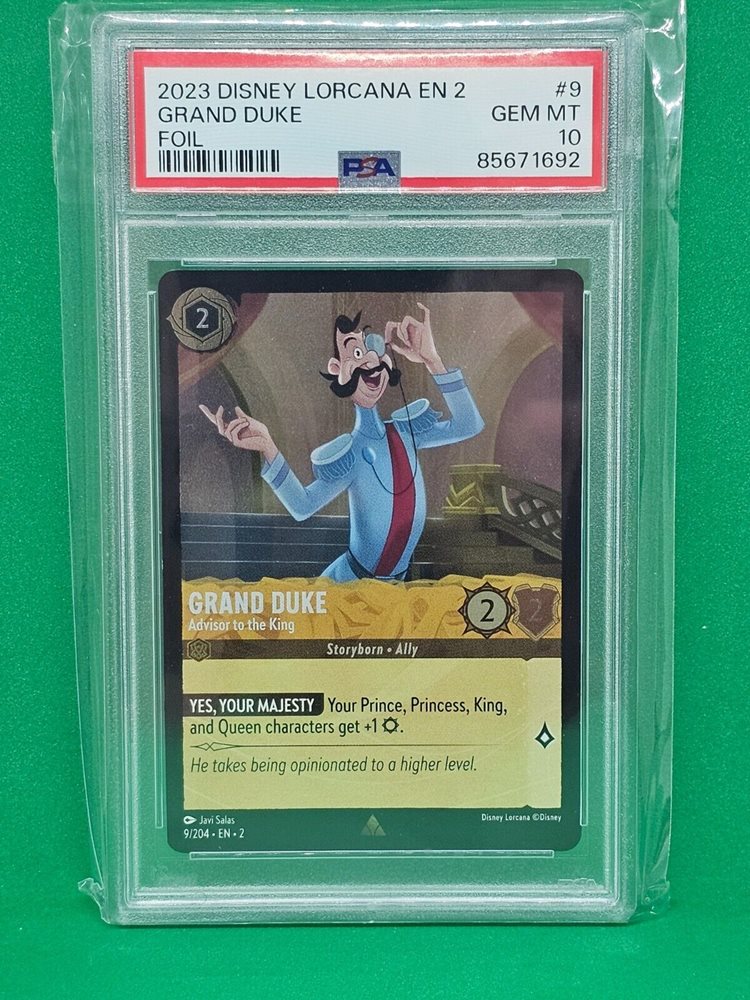 2023 DISNEY LORCANA EN 2 #9
GRAND DUKE GEM MT
FOIL 10
PSA 85671692
2
GRAND DUKE
Advisor to the King
2 2
Storyborn • Ally
YES, YOUR MAJESTY Your Prince, Princess, King,
and Queen characters get +1 .
He takes being opinionated to a higher level.
Javi Salas
Disney Lorcana ©Disney
9/204 • EN • 2